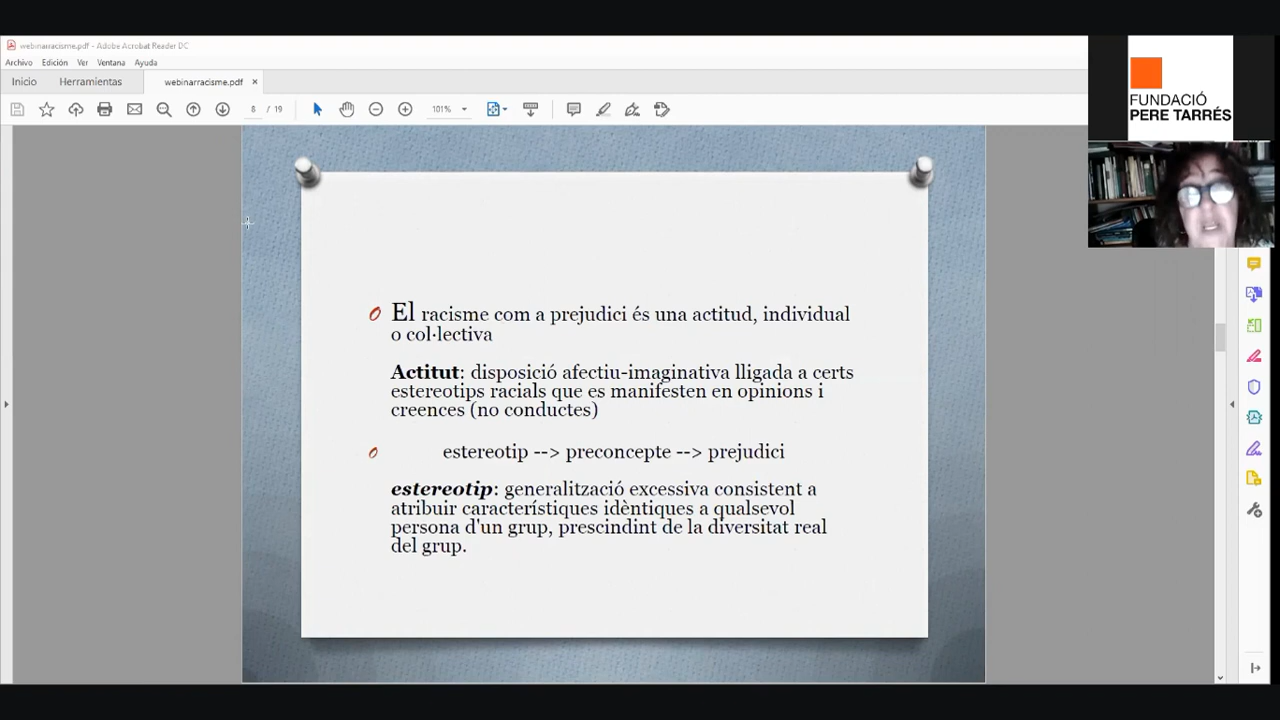 webinarracisme.pdf - Adobe Acrobat Reader DC
Archivo Edición Ver Ventana Ayuda
Inicio Herramientas webinarracisme.pdf ×
8 / 19 101%
FUNDACIÓ
PERE TARRÉS
El racisme com a prejudici és una actitud, individual
o col·lectiva
Actitut: disposició afectiu-imaginativa lligada a certs
estereotips racials que es manifesten en opinions i
creences (no conductes)
estereotip --> preconcepte --> prejudici
estereotip: generalització excessiva consistent a
atribuir característiques idèntiques a qualsevol
persona d'un grup, prescindint de la diversitat real
del grup.